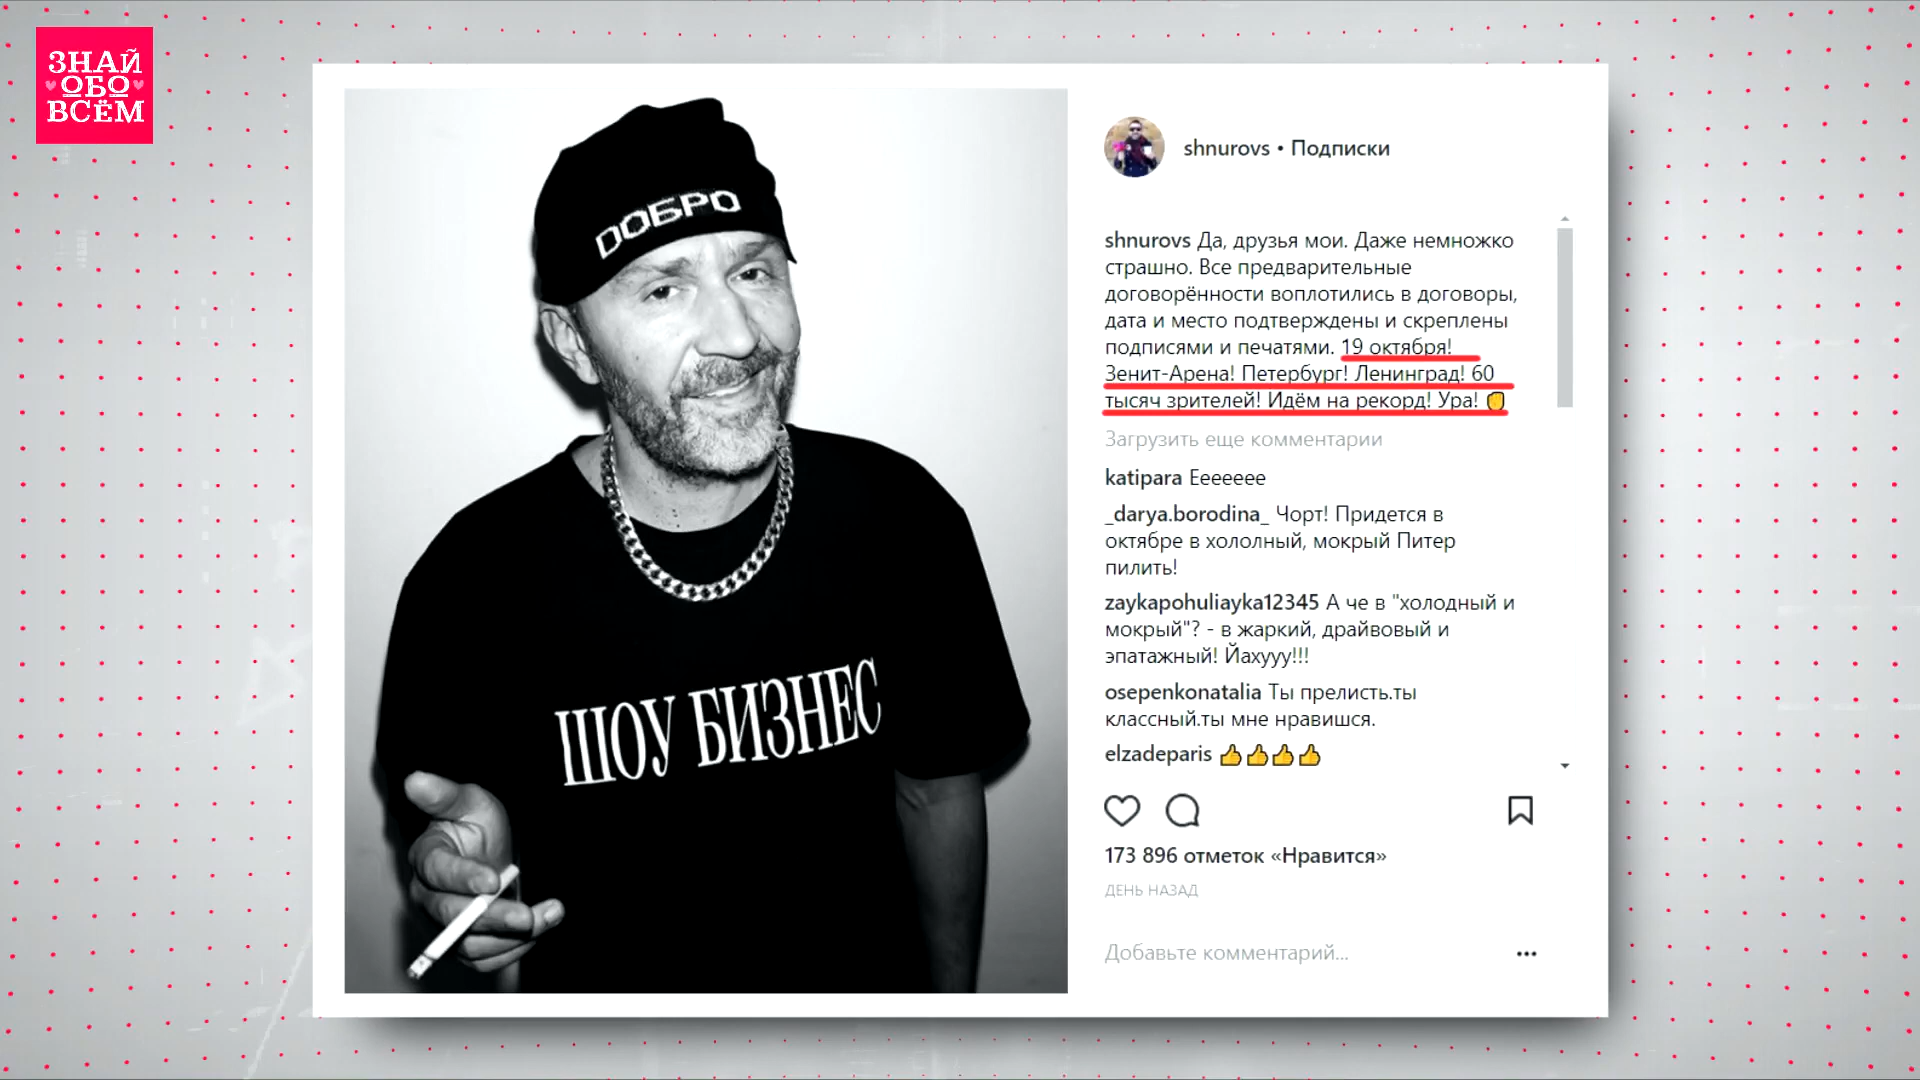 ЗНАЙ
ОБО
ВСЁМ
ДОБРО
ШОУ БИЗНЕС
shnurovs • Подписки
shnurovs Да, друзья мои. Даже немножко
страшно. Все предварительные
договорённости воплотились в договоры,
дата и место подтверждены и скреплены
подписями и печатями. 19 октября!
Зенит-Арена! Петербург! Ленинград! 60
тысяч зрителей! Идём на рекорд! Ура! ✊
Загрузить еще комментарии
katipara Еееееее
_darya.borodina_ Чорт! Придется в
октябре в хололный, мокрый Питер
пилить!
zaykapohuliayka12345 А че в "холодный и
мокрый"? - в жаркий, драйвовый и
эпатажный! Йахууу!!!
osepenkonatalia Ты прелисть.ты
классный.ты мне нравишся.
elzadeparis 👍👍👍👍
173 896 отметок «Нравится»
ДЕНЬ НАЗАД
Добавьте комментарий...